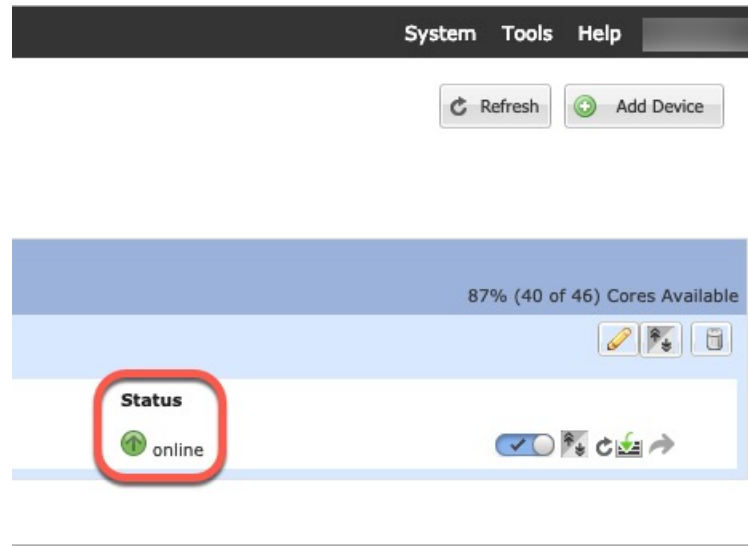 System Tools Help
Refresh Add Device
87% (40 of 46) Cores Available
Status
online